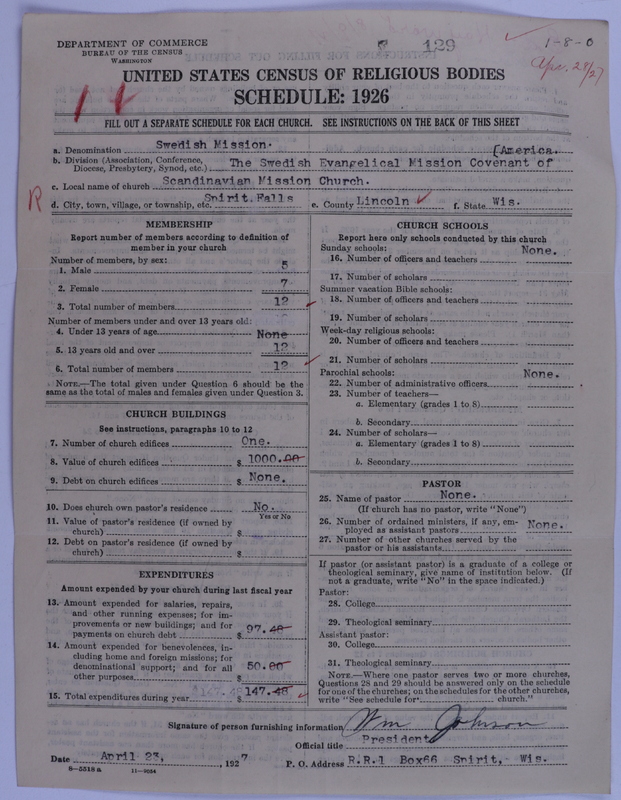 DEPARTMENT OF COMMERCE
BUREAU OF THE CENSUS
WASHINGTON
129
1-8-0
Apr. 28/27
UNITED STATES CENSUS OF RELIGIOUS BODIES
SCHEDULE: 1926
FILL OUT A SEPARATE SCHEDULE FOR EACH CHURCH. SEE INSTRUCTIONS ON THE BACK OF THIS SHEET
a. Denomination Swedish Mission.
(America.
b. Division (Association, Conference, Diocese, Presbytery, Synod, etc.) The Swedish Evangelical Mission Covenant of
c. Local name of church Scandinavian Mission Church.
R
d. City, town, village, or township, etc. Spirit Falls e. County Lincoln f. State Wis.
MEMBERSHIP
Report number of members according to definition of
member in your church
Number of members, by sex:
1. Male 5
2. Female 7
3. Total number of members 12
Number of members under and over 13 years old:
4. Under 13 years of age None
5. 13 years old and over 12
6. Total number of members 12
NOTE.—The total given under Question 6 should be the
same as the total of males and females given under Question 3.
CHURCH BUILDINGS
See instructions, paragraphs 10 to 12
7. Number of church edifices One.
8. Value of church edifices $ 1000.00
9. Debt on church edifices $ None.
10. Does church own pastor's residence No.
Yes or No
11. Value of pastor's residence (if owned by
church) $
12. Debt on pastor's residence (if owned by
church) $
EXPENDITURES
Amount expended by your church during last fiscal year
13. Amount expended for salaries, repairs,
and other running expenses; for im-
provements or new buildings; and for
payments on church debt $ 97.48
14. Amount expended for benevolences, in-
cluding home and foreign missions; for
denominational support; and for all
other purposes $ 50.00
15. Total expenditures during year $ 147.48
CHURCH SCHOOLS
Report here only schools conducted by this church
Sunday schools: None.
16. Number of officers and teachers
17. Number of scholars
Summer vacation Bible schools:
18. Number of officers and teachers
19. Number of scholars
Week-day religious schools:
20. Number of officers and teachers
21. Number of scholars
Parochial schools: None.
22. Number of administrative officers
23. Number of teachers—
a. Elementary (grades 1 to 8)
b. Secondary
24. Number of scholars—
a. Elementary (grades 1 to 8)
b. Secondary
PASTOR
25. Name of pastor None.
(If church has no pastor, write "None")
26. Number of ordained ministers, if any, em-
ployed as assistant pastors None.
27. Number of other churches served by the
pastor or his assistants
If pastor (or assistant pastor) is a graduate of a college or
theological seminary, give name of institution below. (If
not a graduate, write "No" in the space indicated.)
Pastor:
28. College
29. Theological seminary
Assistant pastor:
30. College
31. Theological seminary
NOTE.—Where one pastor serves two or more churches,
Questions 28 and 29 should be answered only on the schedule
for one of the churches; on the schedules for the other churches,
write "See schedule for church."
Signature of person furnishing information Wm Johnson
Official title President
Date April 23, 1927 P. O. Address R.R.1 Box66 Spirit, Wis.
8-5518 a 11-9054